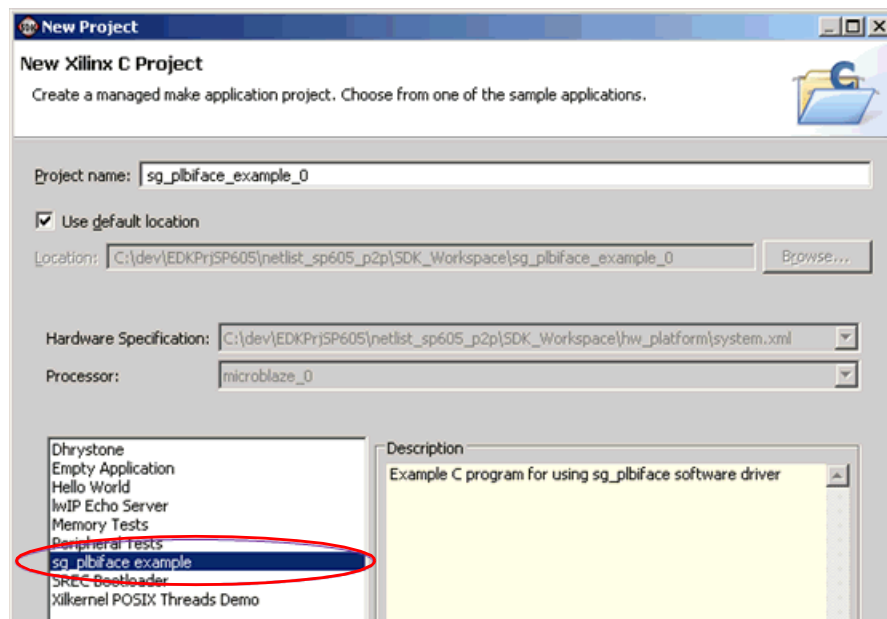 New Project
New Xilinx C Project
Create a managed make application project. Choose from one of the sample applications.
Project name: sg_plbiface_example_0
Use default location
Location: C:\dev\EDKPrjSP605\netlist_sp605_p2p\SDK_Workspace\sg_plbiface_example_0 Browse...
Hardware Specification: C:\dev\EDKPrjSP605\netlist_sp605_p2p\SDK_Workspace\hw_platform\system.xml
Processor: microblaze_0
Dhrystone
Empty Application
Hello World
lwIP Echo Server
Memory Tests
Peripheral Tests
sg_plbiface example
SREC Bootloader
Xilkernel POSIX Threads Demo
Description
Example C program for using sg_plbiface software driver